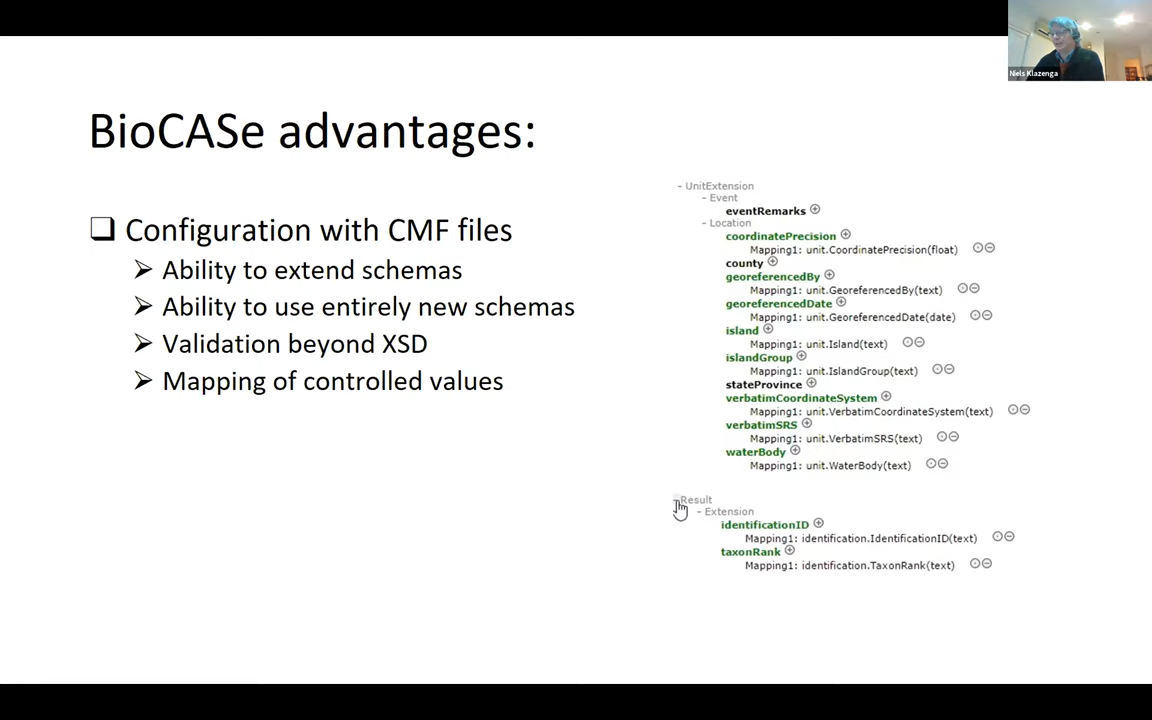 Niels Klazenga
BioCASe advantages:
Configuration with CMF files
Ability to extend schemas
Ability to use entirely new schemas
Validation beyond XSD
Mapping of controlled values
- UnitExtension
- Event
eventRemarks
- Location
coordinatePrecision
Mapping1: unit.CoordinatePrecision(float)
county
georeferencedBy
Mapping1: unit.GeoreferencedBy(text)
georeferencedDate
Mapping1: unit.GeoreferencedDate(date)
island
Mapping1: unit.Island(text)
islandGroup
Mapping1: unit.IslandGroup(text)
stateProvince
verbatimCoordinateSystem
Mapping1: unit.VerbatimCoordinateSystem(text)
verbatimSRS
Mapping1: unit.VerbatimSRS(text)
waterBody
Mapping1: unit.WaterBody(text)
Result
- Extension
identificationID
Mapping1: identification.IdentificationID(text)
taxonRank
Mapping1: identification.TaxonRank(text)